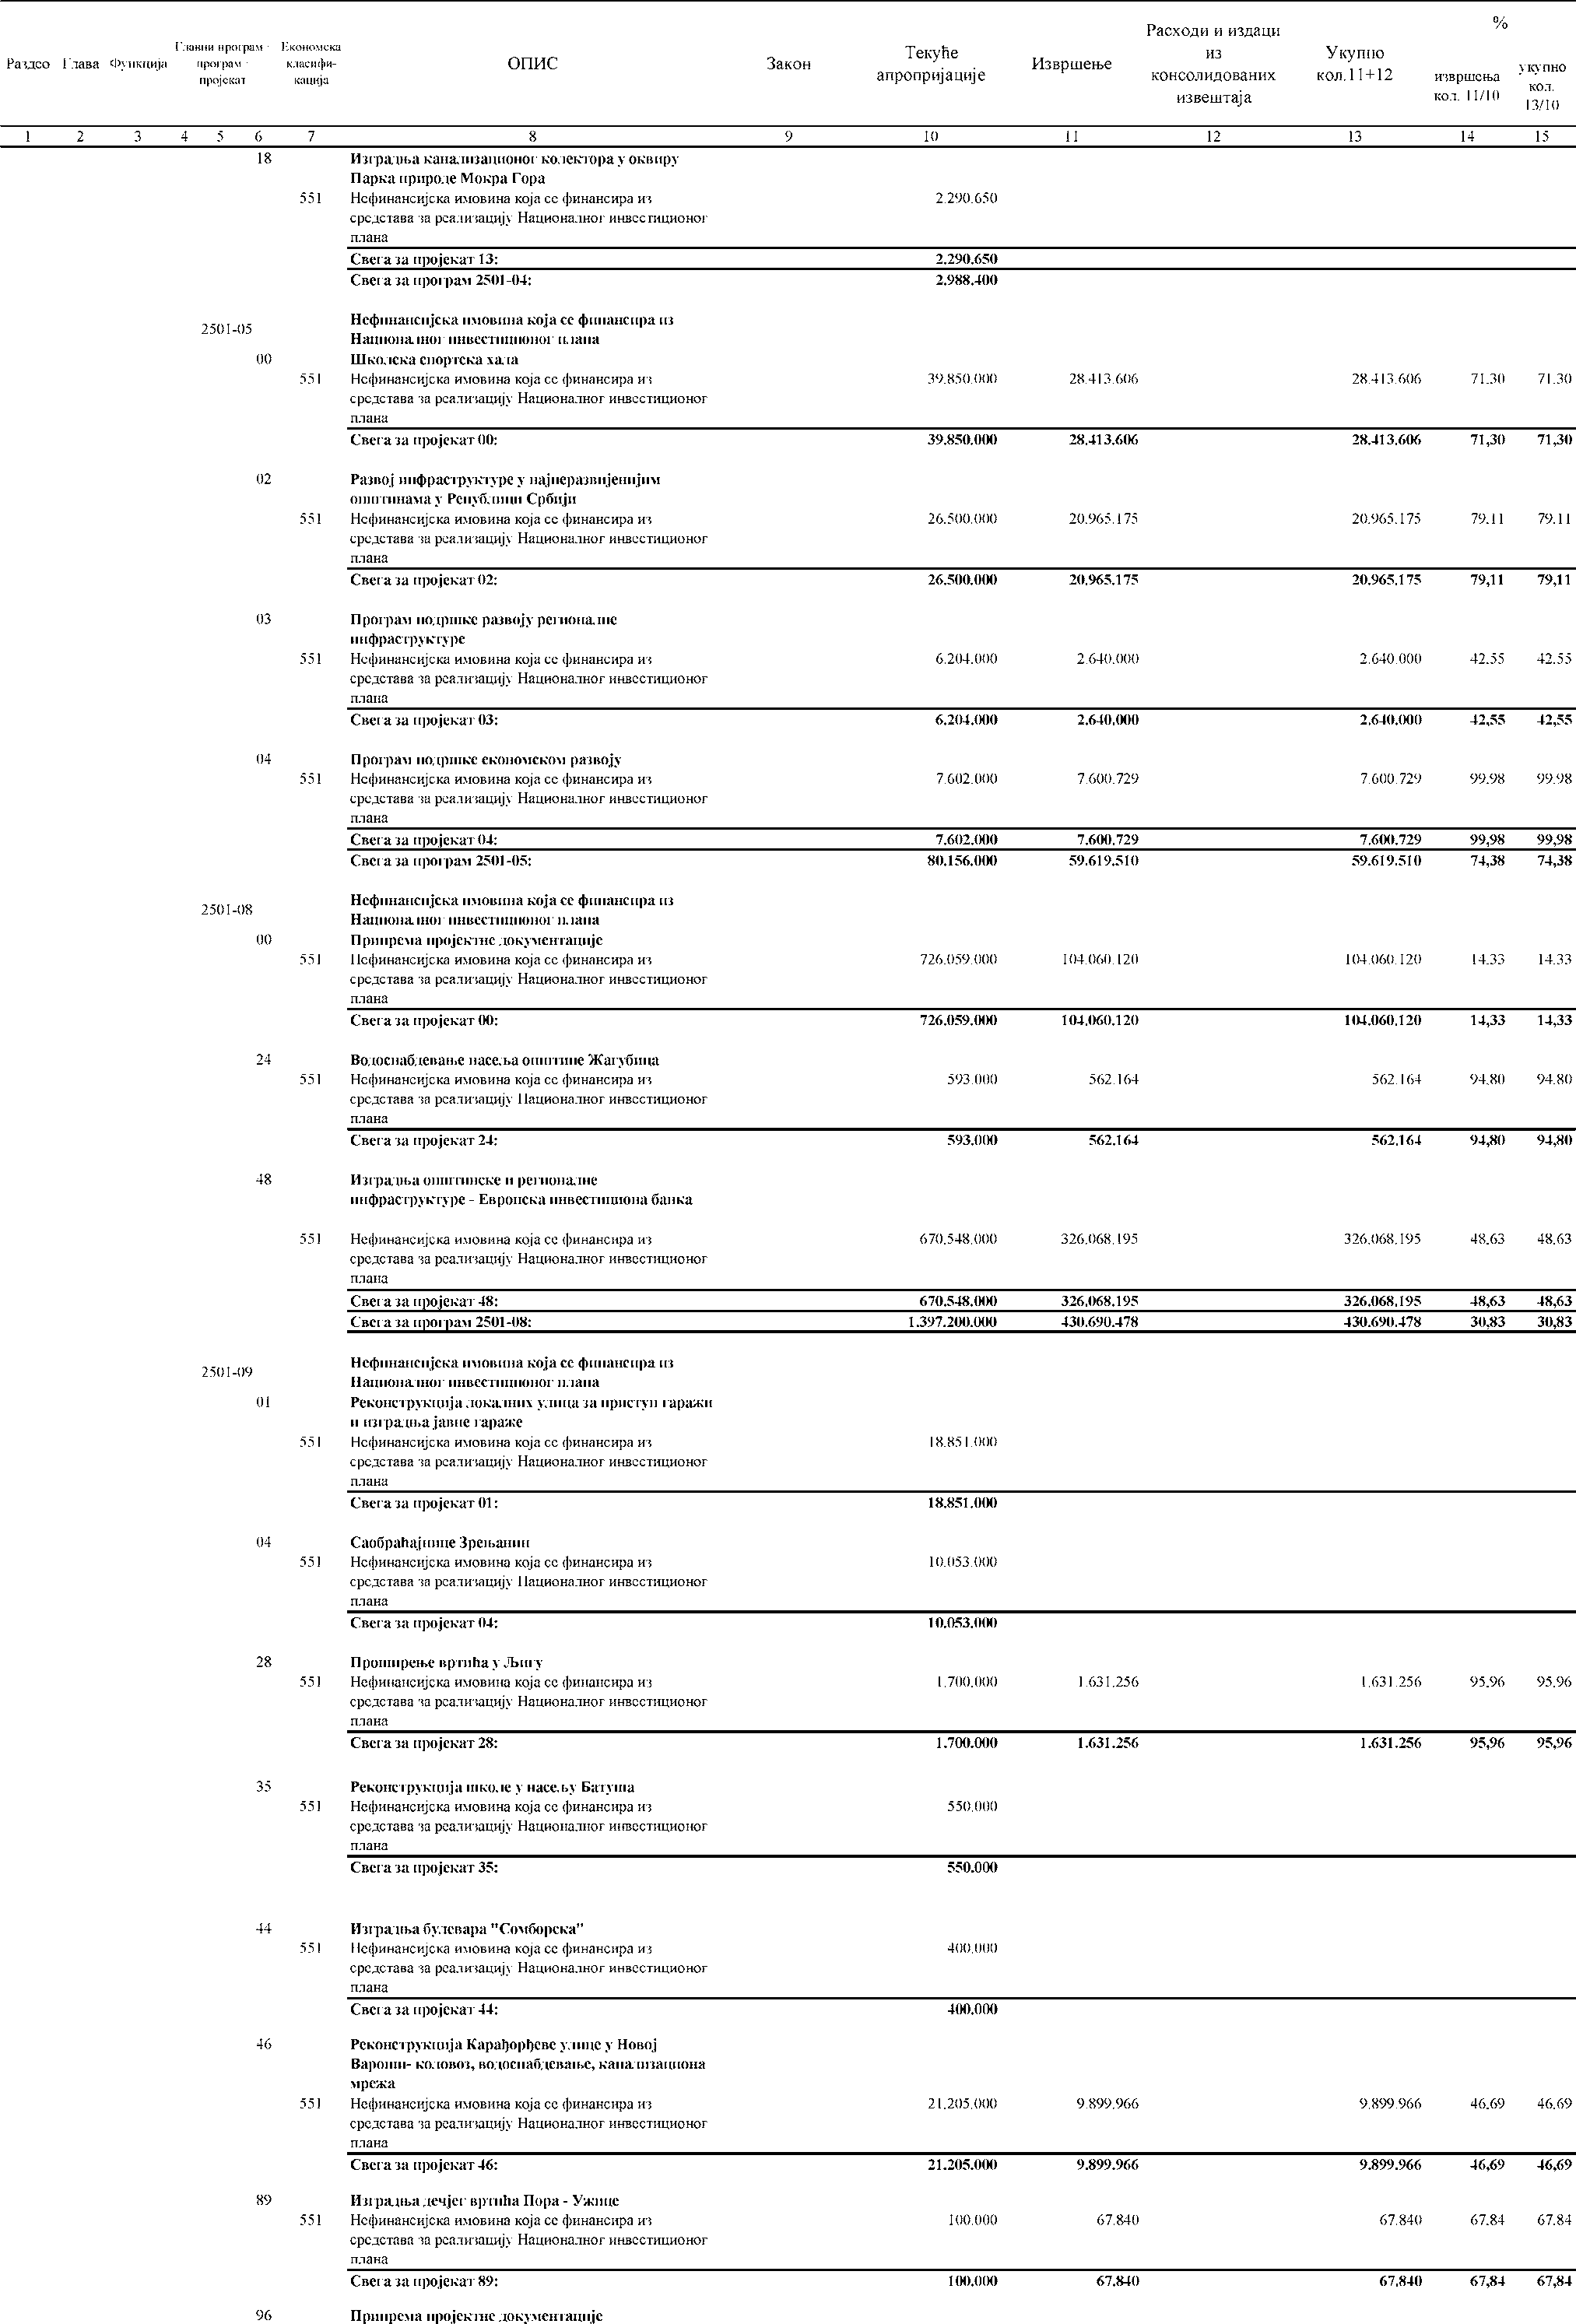 Раздео Глава Функција Главни програм - програм - пројекат Економска класифи-кација ОПИС Закон Текуће апропријације Извршење Расходи и издаци из консолидованих извештаја Укупно кол.11+12 % извршења кол. 11/10 укупно кол. 13/10
1 2 3 4 5 6 7 8 9 10 11 12 13 14 15
18 Изградња канализационог колектора у оквиру
Парка природе Мокра Гора
551 Нефинансијска имовина која се финансира из 2.290.650
средстава за реализацију Националног инвестиционог
плана
Свега за пројекат 13: 2.290.650
Свега за програм 2501-04: 2.988.400
2501-05 Нефинансијска имовина која се финансира из
Националног инвестиционог плана
00 Школска спортска хала
551 Нефинансијска имовина која се финансира из 39.850.000 28.413.606 28.413.606 71,30 71,30
средстава за реализацију Националног инвестиционог
плана
Свега за пројекат 00: 39.850.000 28.413.606 28.413.606 71,30 71,30
02 Развој инфраструктуре у најнеразвијенијим
општинама у Републици Србији
551 Нефинансијска имовина која се финансира из 26.500.000 20.965.175 20.965.175 79,11 79,11
средстава за реализацију Националног инвестиционог
плана
Свега за пројекат 02: 26.500.000 20.965.175 20.965.175 79,11 79,11
03 Програм подршке развоју регионалне
инфраструктуре
551 Нефинансијска имовина која се финансира из 6.204.000 2.640.000 2.640.000 42,55 42,55
средстава за реализацију Националног инвестиционог
плана
Свега за пројекат 03: 6.204.000 2.640.000 2.640.000 42,55 42,55
04 Програм подршке економском развоју
551 Нефинансијска имовина која се финансира из 7.602.000 7.600.729 7.600.729 99,98 99,98
средстава за реализацију Националног инвестиционог
плана
Свега за пројекат 04: 7.602.000 7.600.729 7.600.729 99,98 99,98
Свега за програм 2501-05: 80.156.000 59.619.510 59.619.510 74,38 74,38
2501-08 Нефинансијска имовина која се финансира из
Националног инвестиционог плана
00 Припрема пројектне документације
551 Нефинансијска имовина која се финансира из 726.059.000 104.060.120 104.060.120 14,33 14,33
средстава за реализацију Националног инвестиционог
плана
Свега за пројекат 00: 726.059.000 104.060.120 104.060.120 14,33 14,33
24 Водоснабдевање насеља општине Жагубица
551 Нефинансијска имовина која се финансира из 593.000 562.164 562.164 94,80 94,80
средстава за реализацију Националног инвестиционог
плана
Свега за пројекат 24: 593.000 562.164 562.164 94,80 94,80
48 Изградња општинске и регионалне
инфраструктуре - Европска инвестициона банка
551 Нефинансијска имовина која се финансира из 670.548.000 326.068.195 326.068.195 48,63 48,63
средстава за реализацију Националног инвестиционог
плана
Свега за пројекат 48: 670.548.000 326.068.195 326.068.195 48,63 48,63
Свега за програм 2501-08: 1.397.200.000 430.690.478 430.690.478 30,83 30,83
2501-09 Нефинансијска имовина која се финансира из
Националног инвестиционог плана
01 Реконструкција локалних улица за приступ гаражи
и изградња јавне гараже
551 Нефинансијска имовина која се финансира из 18.851.000
средстава за реализацију Националног инвестиционог
плана
Свега за пројекат 01: 18.851.000
04 Саобраћајнице Зрењанин
551 Нефинансијска имовина која се финансира из 10.053.000
средстава за реализацију Националног инвестиционог
плана
Свега за пројекат 04: 10.053.000
28 Проширење вртића у Љигу
551 Нефинансијска имовина која се финансира из 1.700.000 1.631.256 1.631.256 95,96 95,96
средстава за реализацију Националног инвестиционог
плана
Свега за пројекат 28: 1.700.000 1.631.256 1.631.256 95,96 95,96
35 Реконструкција школе у насељу Батуша
551 Нефинансијска имовина која се финансира из 550.000
средстава за реализацију Националног инвестиционог
плана
Свега за пројекат 35: 550.000
44 Изградња булевара "Сомборска"
551 Нефинансијска имовина која се финансира из 400.000
средстава за реализацију Националног инвестиционог
плана
Свега за пројекат 44: 400.000
46 Реконструкција Карађорђеве улице у Новој
Вароши- коловоз, водоснабдевање, канализациона
мрежа
551 Нефинансијска имовина која се финансира из 21.205.000 9.899.966 9.899.966 46,69 46,69
средстава за реализацију Националног инвестиционог
плана
Свега за пројекат 46: 21.205.000 9.899.966 9.899.966 46,69 46,69
89 Изградња дечјег вртића Пора - Ужице
551 Нефинансијска имовина која се финансира из 100.000 67.840 67.840 67,84 67,84
средстава за реализацију Националног инвестиционог
плана
Свега за пројекат 89: 100.000 67.840 67.840 67,84 67,84
96 Припрема пројектне документације